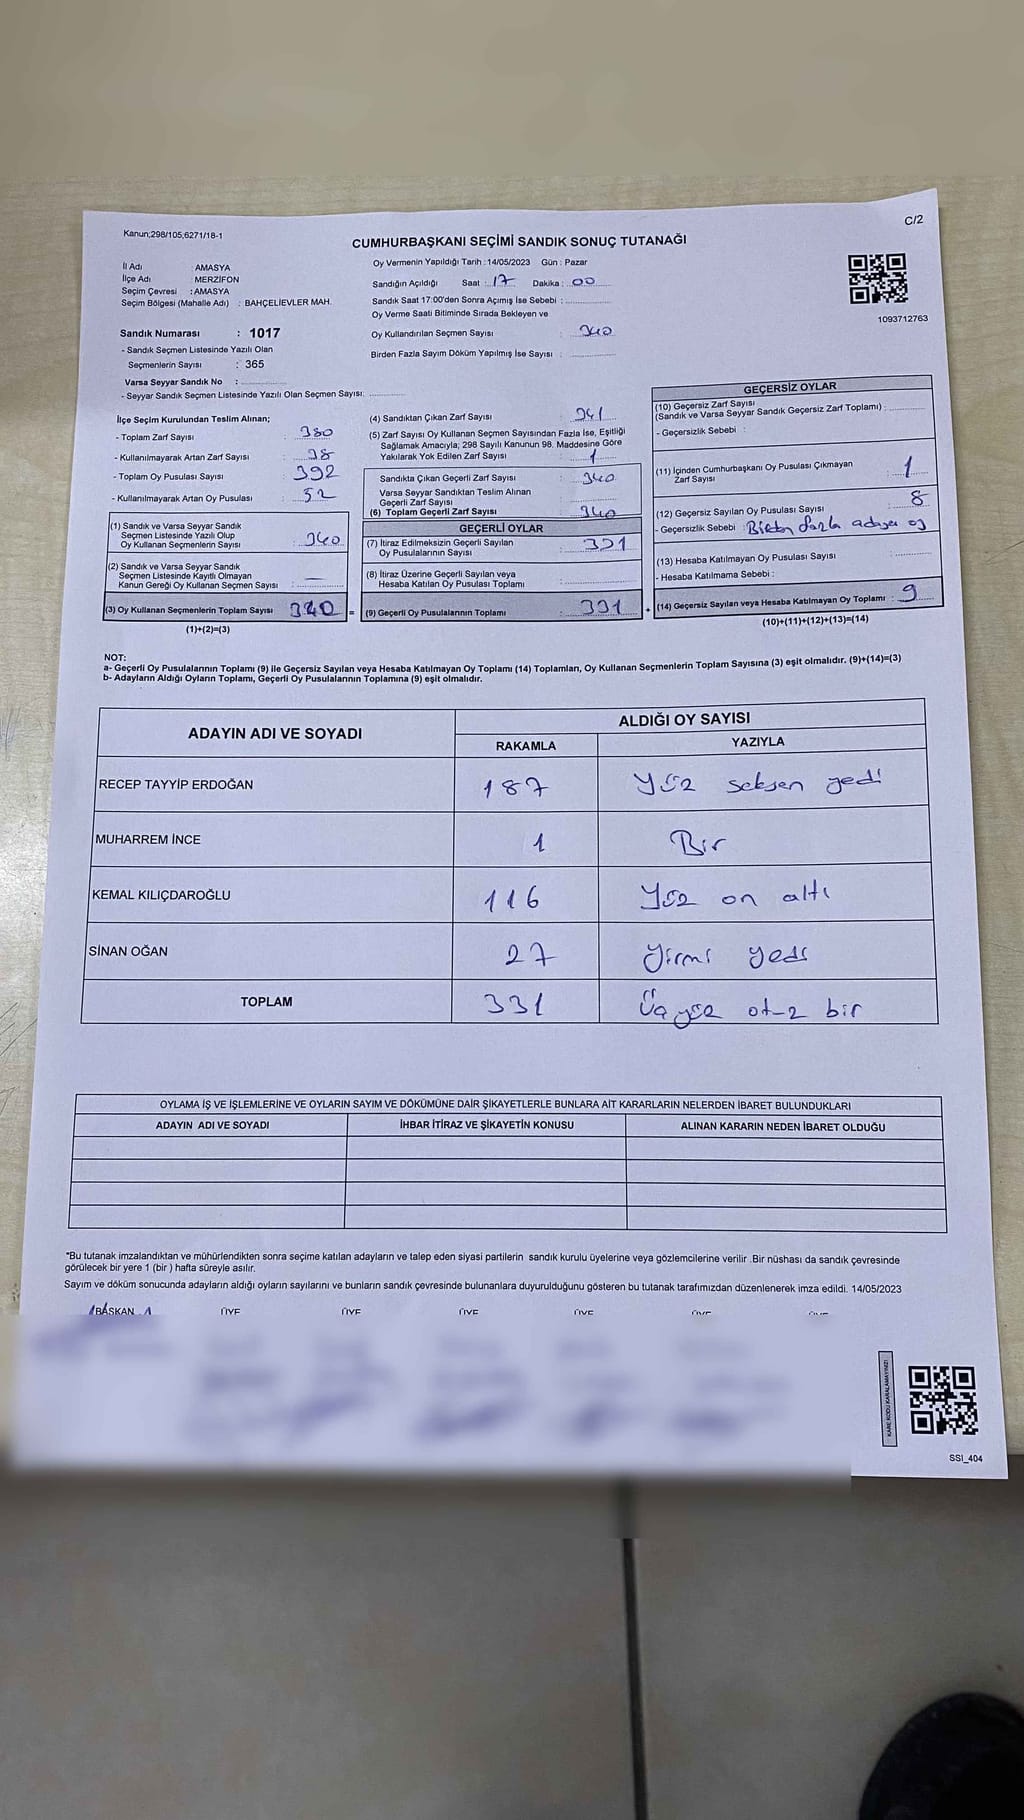 Kanun;298/105,6271/18-1
C/2
CUMHURBAŞKANI SEÇİMİ SANDIK SONUÇ TUTANAĞI
İl Adı AMASYA
İlçe Adı : MERZİFON
Seçim Çevresi : AMASYA
Seçim Bölgesi (Mahalle Adı) : BAHÇELİEVLER MAH.
Sandık Numarası : 1017
- Sandık Seçmen Listesinde Yazılı Olan
Seçmenlerin Sayısı : 365
Varsa Seyyar Sandık No :
- Seyyar Sandık Seçmen Listesinde Yazılı Olan Seçmen Sayısı:
Oy Vermenin Yapıldığı Tarih :14/05/2023 Gün : Pazar
Sandığın Açıldığı Saat : 17 Dakika : 00
Sandık Saat 17:00'den Sonra Açımış İse Sebebi :
Oy Verme Saati Bitiminde Sırada Bekleyen ve
Oy Kullandırılan Seçmen Sayısı : 340
Birden Fazla Sayım Döküm Yapılmış İse Sayısı :
1093712763
İlçe Seçim Kurulundan Teslim Alınan;
- Toplam Zarf Sayısı : 380
- Kullanılmayarak Artan Zarf Sayısı : 38
- Toplam Oy Pusulası Sayısı : 392
- Kullanılmayarak Artan Oy Pusulası : 52
(1) Sandık ve Varsa Seyyar Sandık
Seçmen Listesinde Yazılı Olup
Oy Kullanan Seçmenlerin Sayısı : 340
(2) Sandık ve Varsa Seyyar Sandık
Seçmen Listesinde Kayıtlı Olmayan
Kanun Gereği Oy Kullanan Seçmen Sayısı : —
(3) Oy Kullanan Seçmenlerin Toplam Sayısı 340 =
(1)+(2)=(3)
(4) Sandıktan Çıkan Zarf Sayısı : 341
(5) Zarf Sayısı Oy Kullanan Seçmen Sayısından Fazla İse, Eşitliği
Sağlamak Amacıyla; 298 Sayılı Kanunun 98. Maddesine Göre
Yakılarak Yok Edilen Zarf Sayısı : 1
Sandıkta Çıkan Geçerli Zarf Sayısı : 340
Varsa Seyyar Sandıktan Teslim Alınan
Geçerli Zarf Sayısı
(6) Toplam Geçerli Zarf Sayısı : 340
GEÇERLİ OYLAR
(7) İtiraz Edilmeksizin Geçerli Sayılan
Oy Pusulalarının Sayısı : 331
(8) İtiraz Üzerine Geçerli Sayılan veya
Hesaba Katılan Oy Pusulası Toplamı :
(9) Geçerli Oy Pusulalarının Toplamı : 331 +
GEÇERSİZ OYLAR
(10) Geçersiz Zarf Sayısı
(Sandık ve Varsa Seyyar Sandık Geçersiz Zarf Toplamı) :
- Geçersizlik Sebebi :
(11) İçinden Cumhurbaşkanı Oy Pusulası Çıkmayan
Zarf Sayısı : 1
(12) Geçersiz Sayılan Oy Pusulası Sayısı : 8
- Geçersizlik Sebebi : Birden fazla adaya oy
(13) Hesaba Katılmayan Oy Pusulası Sayısı :
- Hesaba Katılmama Sebebi :
(14) Geçersiz Sayılan veya Hesaba Katılmayan Oy Toplamı : 9
(10)+(11)+(12)+(13)=(14)
NOT:
a- Geçerli Oy Pusulalarının Toplamı (9) ile Geçersiz Sayılan veya Hesaba Katılmayan Oy Toplamı (14) Toplamları, Oy Kullanan Seçmenlerin Toplam Sayısına (3) eşit olmalıdır. (9)+(14)=(3)
b- Adayların Aldığı Oyların Toplamı, Geçerli Oy Pusulalarının Toplamına (9) eşit olmalıdır.
ADAYIN ADI VE SOYADI ALDIĞI OY SAYISI
RAKAMLA YAZIYLA
RECEP TAYYİP ERDOĞAN 187 Yüz seksen yedi
MUHARREM İNCE 1 Bir
KEMAL KILIÇDAROĞLU 116 Yüz on altı
SİNAN OĞAN 27 Yirmi yedi
TOPLAM 331 Üçyüz otuz bir
OYLAMA İŞ VE İŞLEMLERİNE VE OYLARIN SAYIM VE DÖKÜMÜNE DAİR ŞİKAYETLERLE BUNLARA AİT KARARLARIN NELERDEN İBARET BULUNDUKLARI
ADAYIN ADI VE SOYADI İHBAR İTİRAZ VE ŞİKAYETİN KONUSU ALINAN KARARIN NEDEN İBARET OLDUĞU
"Bu tutanak imzalandıktan ve mühürlendikten sonra seçime katılan adayların ve talep eden siyasi partilerin sandık kurulu üyelerine veya gözlemcilerine verilir .Bir nüshası da sandık çevresinde
görülecek bir yere 1 (bir ) hafta süreyle asılır.
Sayım ve döküm sonucunda adayların aldığı oyların sayılarını ve bunların sandık çevresinde bulunanlara duyurulduğunu gösteren bu tutanak tarafımızdan düzenlenerek imza edildi. 14/05/2023
BAŞKAN ÜYE ÜYE ÜYE ÜYE ÜYE ÜYE
KARE KODU KARALAMAYINIZ!
SSI_404